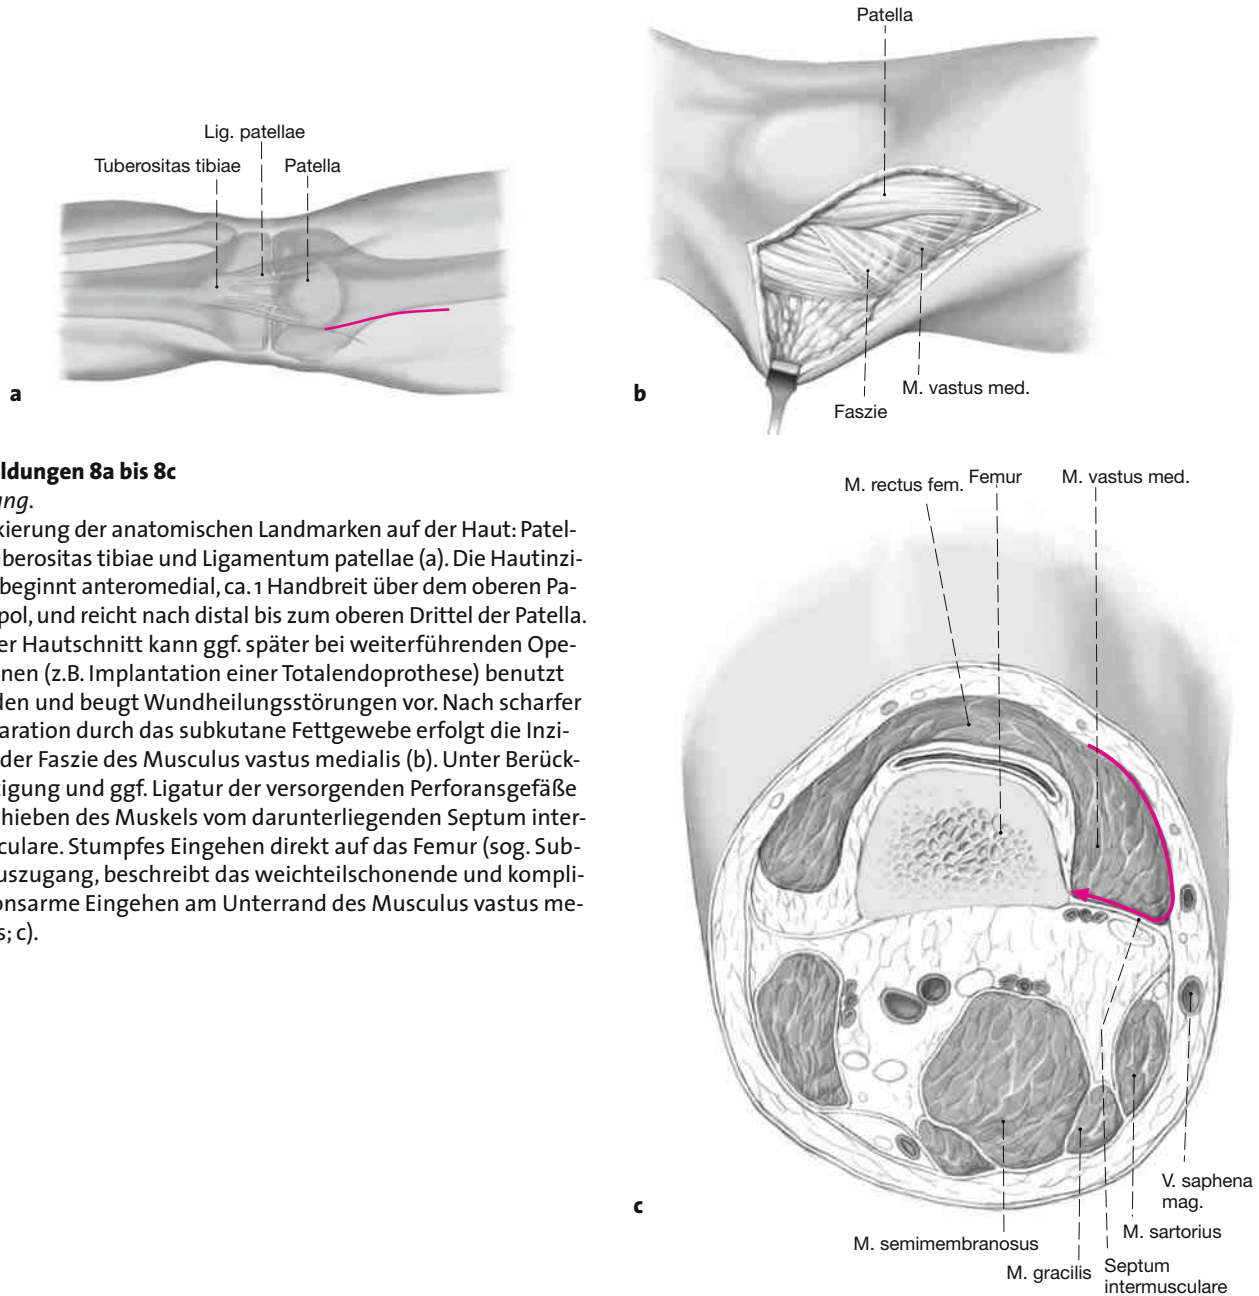 Patella
Lig. patellae
Tuberositas tibiae
Patella
M. vastus med.
Faszie
a
b
ldungen 8a bis 8c
ung.
kierung der anatomischen Landmarken auf der Haut: Patel-
uberositas tibiae und Ligamentum patellae (a). Die Hautinzi-
beginnt anteromedial, ca. 1 Handbreit über dem oberen Pa-
pol, und reicht nach distal bis zum oberen Drittel der Patella.
er Hautschnitt kann ggf. später bei weiterführenden Ope-
nen (z.B. Implantation einer Totalendoprothese) benutzt
den und beugt Wundheilungsstörungen vor. Nach scharfer
aration durch das subkutane Fettgewebe erfolgt die Inzi-
der Faszie des Musculus vastus medialis (b). Unter Berück-
tigung und ggf. Ligatur der versorgenden Perforansgefäße
hieben des Muskels vom darunterliegenden Septum inter-
culare. Stumpfes Eingehen direkt auf das Femur (sog. Sub-
uszugang, beschreibt das weichteilschonende und kompli-
onsarme Eingehen am Unterrand des Musculus vastus me-
s; c).
M. rectus fem.
Femur
M. vastus med.
V. saphena
mag.
M. sartorius
M. semimembranosus
M. gracilis
Septum
intermusculare
c